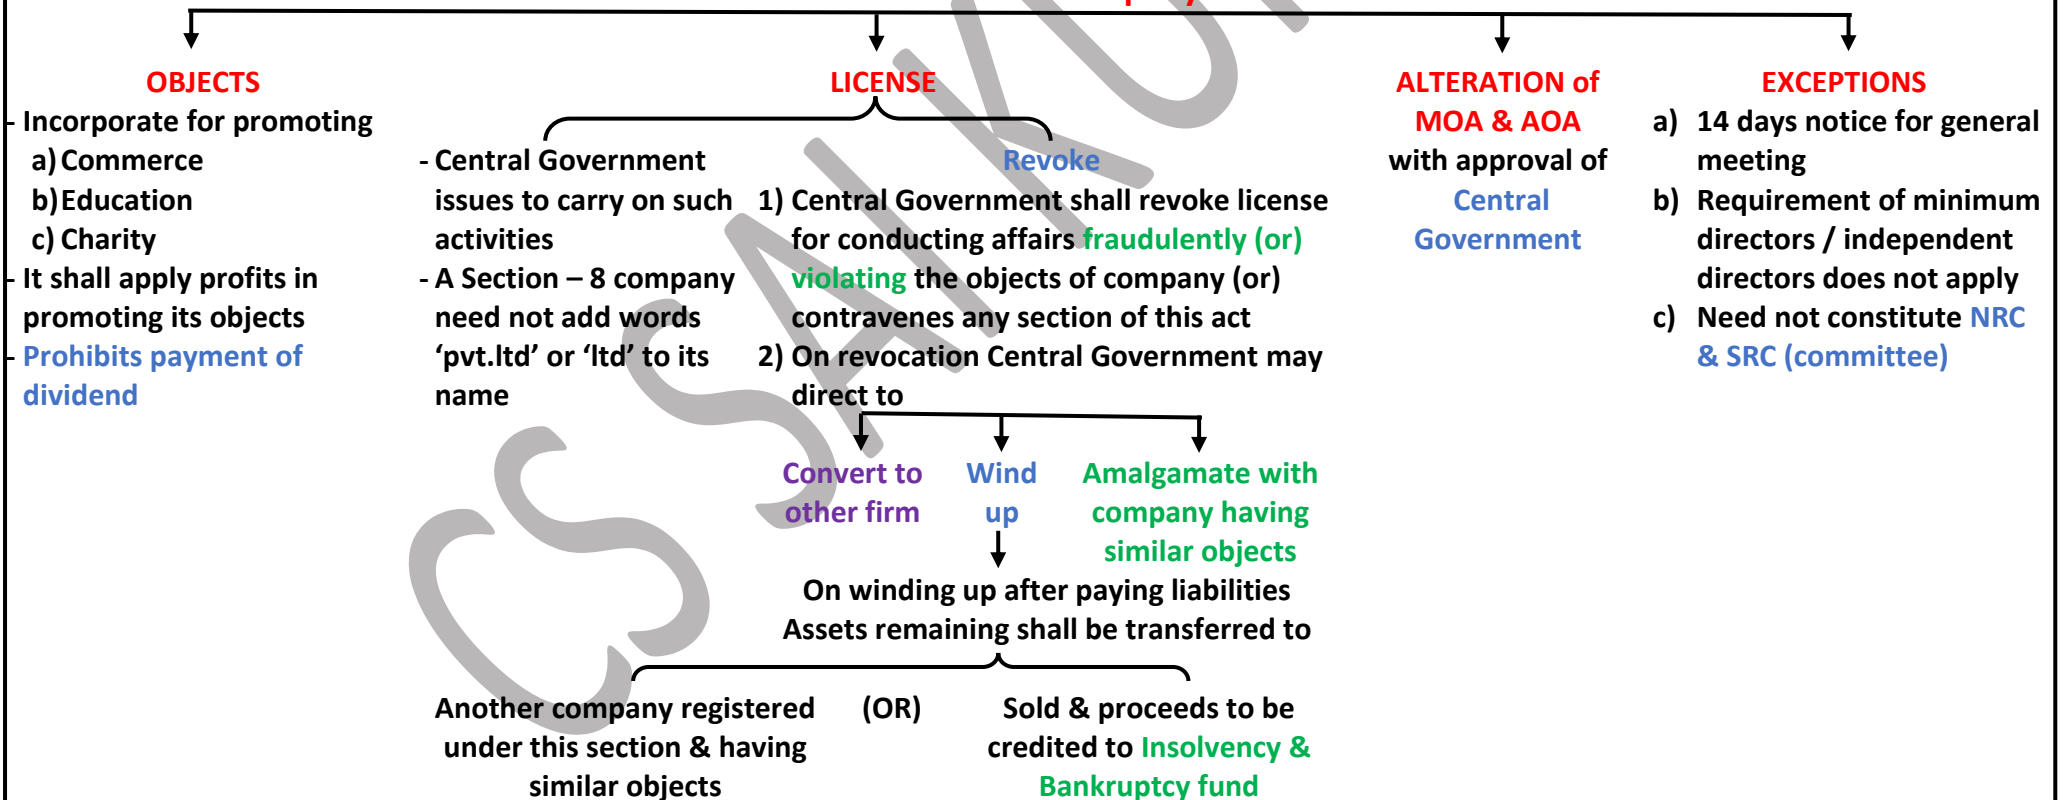 OBJECTS
- Incorporate for promoting
a) Commerce
b) Education
c) Charity
- It shall apply profits in
promoting its objects
- Prohibits payment of
dividend
LICENSE
- Central Government
issues to carry on such
activities
- A Section – 8 company
need not add words
‘pvt.ltd’ or ‘ltd’ to its
name
Revoke
1) Central Government shall revoke license
for conducting affairs fraudulently (or)
violating the objects of company (or)
contravenes any section of this act
2) On revocation Central Government may
direct to
Convert to
other firm
Wind
up
Amalgamate with
company having
similar objects
On winding up after paying liabilities
Assets remaining shall be transferred to
Another company registered
under this section & having
similar objects
(OR)
Sold & proceeds to be
credited to Insolvency &
Bankruptcy fund
ALTERATION of
MOA & AOA
with approval of
Central
Government
EXCEPTIONS
a) 14 days notice for general
meeting
b) Requirement of minimum
directors / independent
directors does not apply
c) Need not constitute NRC
& SRC (committee)
CS SAI